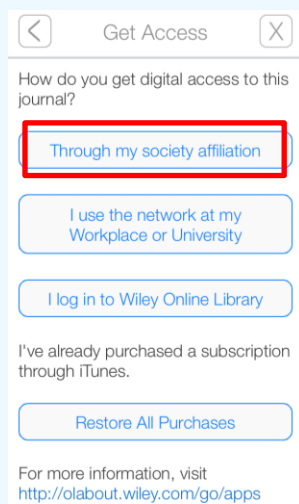 Get Access
How do you get digital access to this
journal?
Through my society affiliation
I use the network at my
Workplace or University
I log in to Wiley Online Library
I've already purchased a subscription
through iTunes.
Restore All Purchases
For more information, visit
http://olabout.wiley.com/go/apps